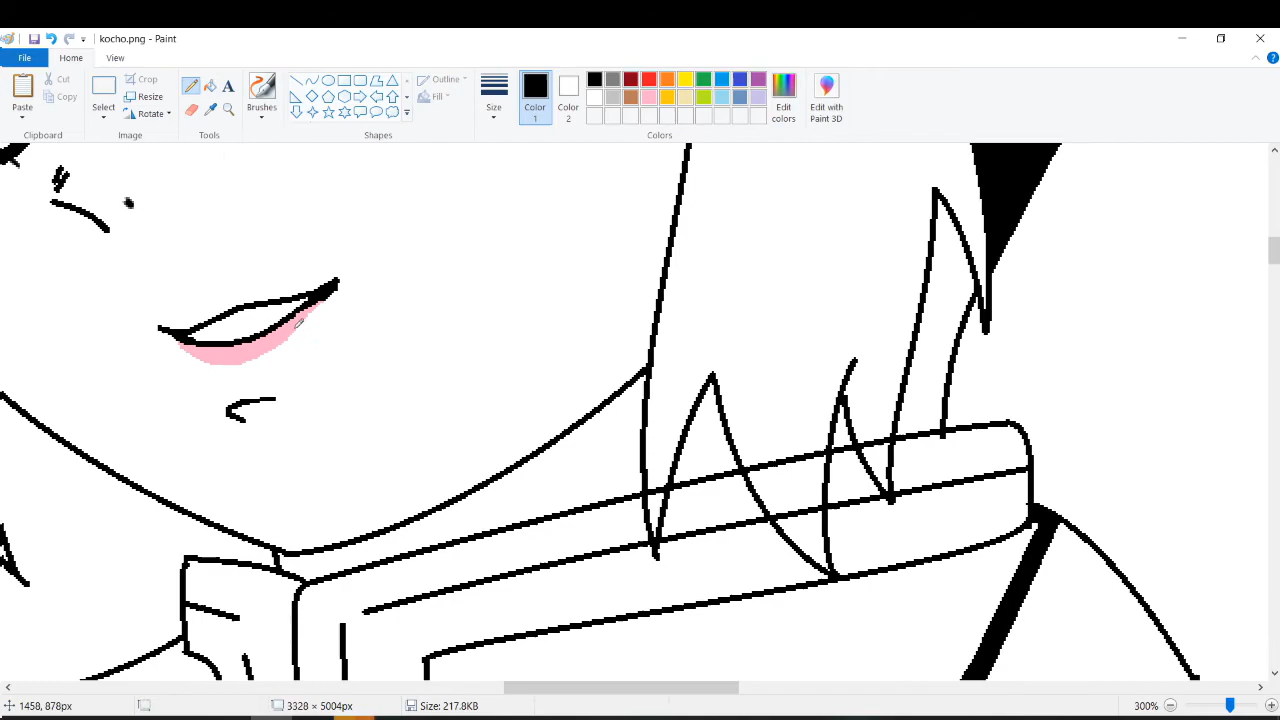 kocho.png - Paint
File Home View
Paste
Cut
Copy
Clipboard
Select
Crop
Resize
Rotate
Image
A
Tools
Brushes
Shapes
Outline
Fill
Size
Color
1
Color
2
Edit
colors
Edit with
Paint 3D
Colors
1458, 878px
3328 × 5004px
Size: 217.8KB
300%